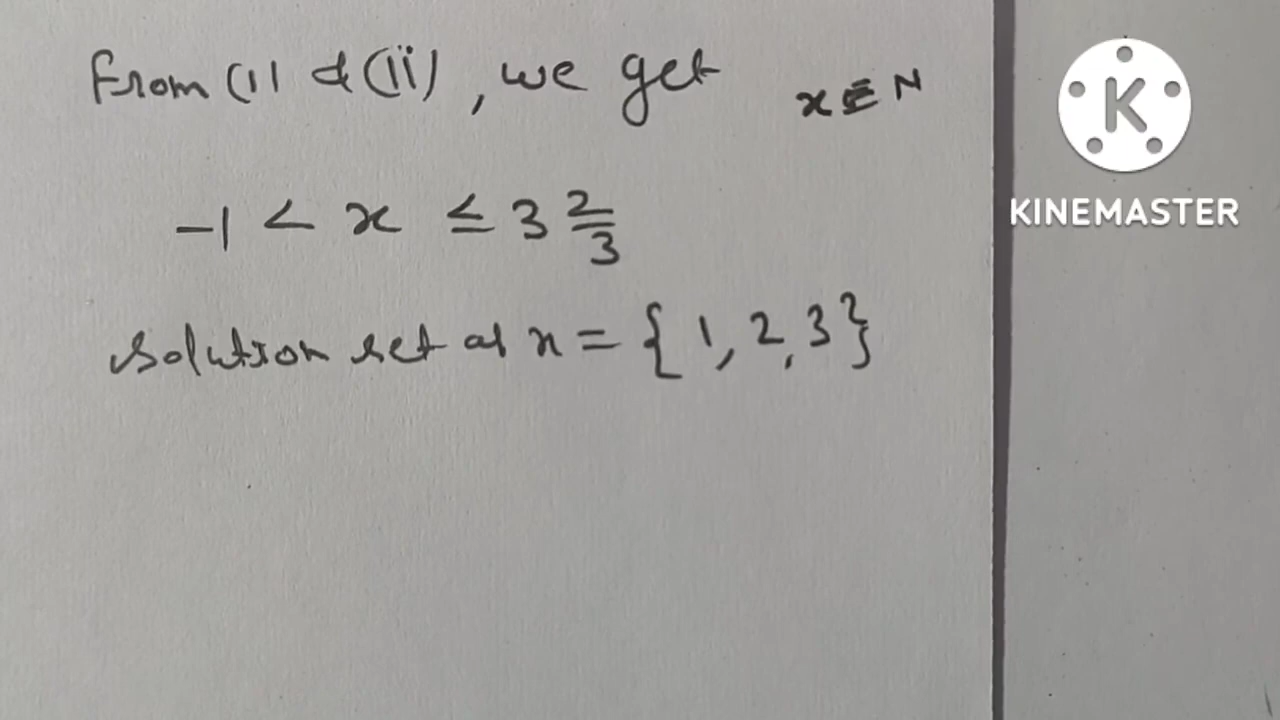 From (i) & (ii), we get x ∈ N
-1 < x ≤ 3 2/3
solution set of x = { 1, 2, 3 }
K
KINEMASTER